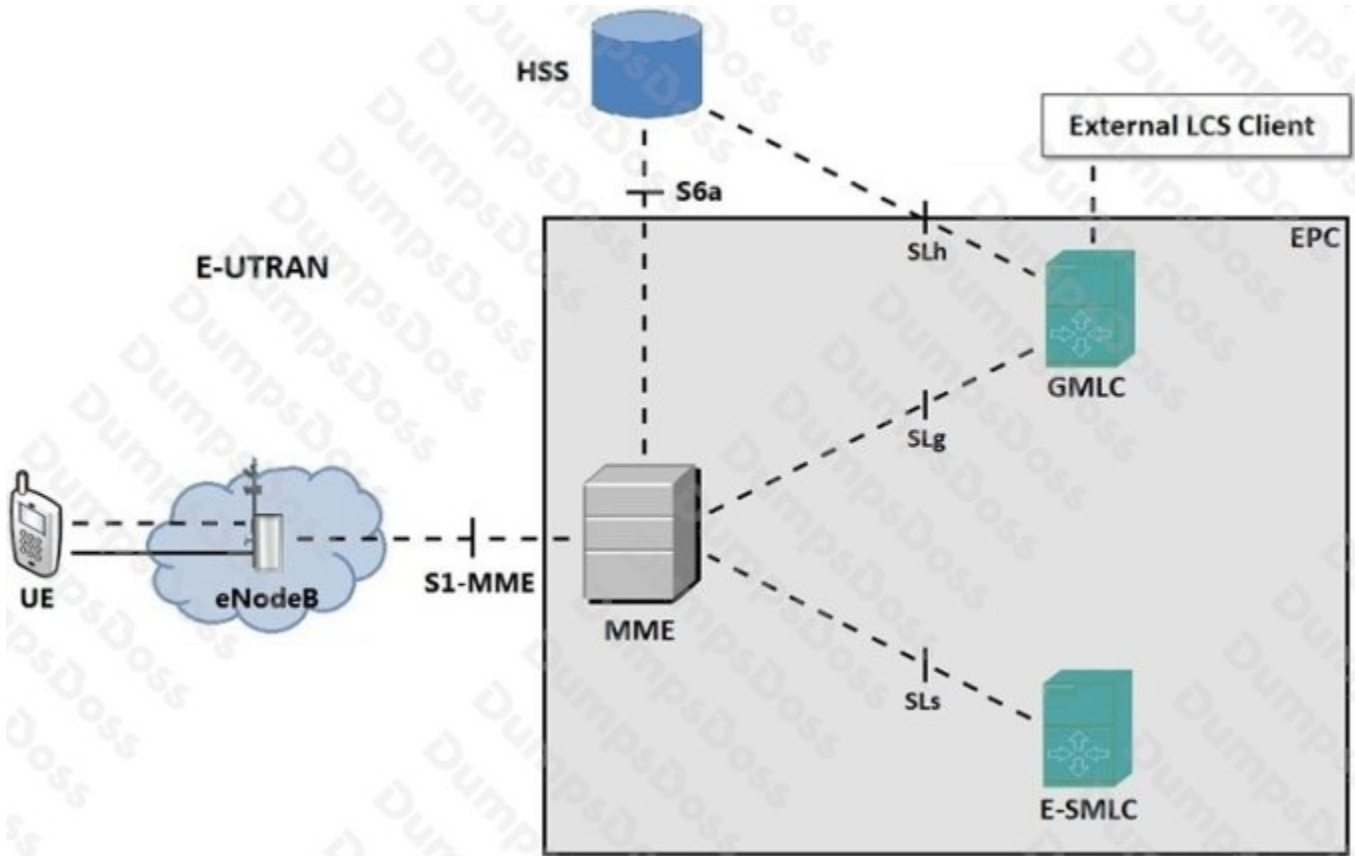 HSS
External LCS Client
S6a
EPC
E-UTRAN
SLh
GMLC
SLg
UE
eNodeB
S1-MME
MME
SLs
E-SMLC
DumpsDoss